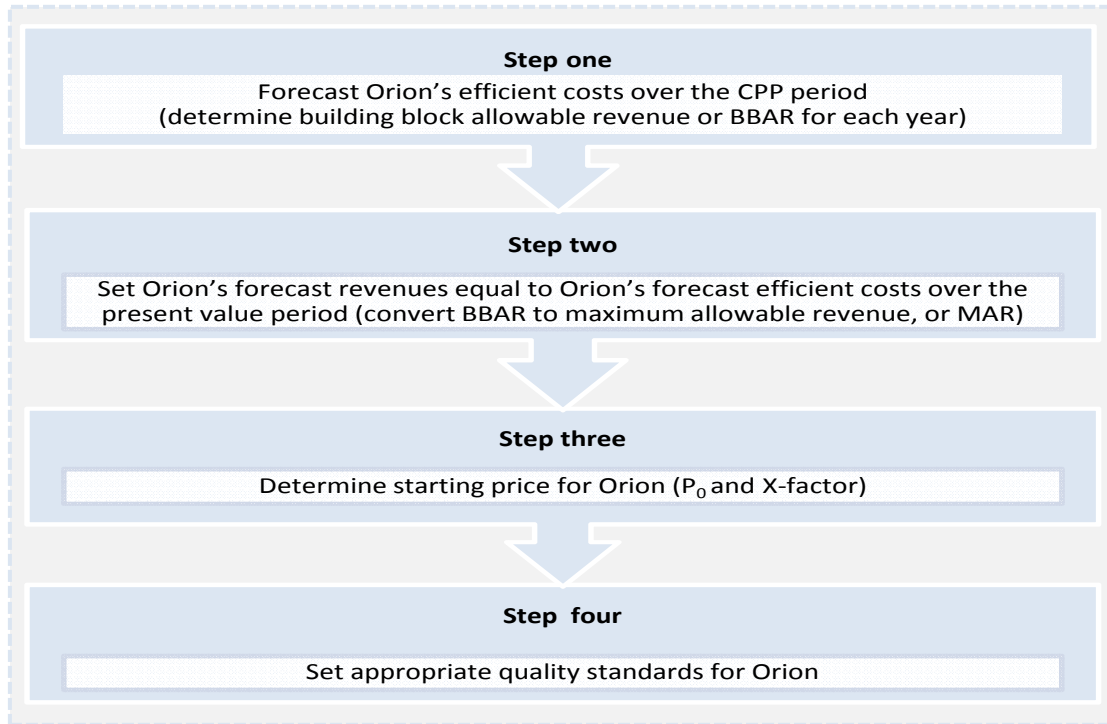 Step one
Forecast Orion’s efficient costs over the CPP period
(determine building block allowable revenue or BBAR for each year)
Step two
Set Orion’s forecast revenues equal to Orion’s forecast efficient costs over the
present value period (convert BBAR to maximum allowable revenue, or MAR)
Step three
Determine starting price for Orion (P₀ and X-factor)
Step four
Set appropriate quality standards for Orion